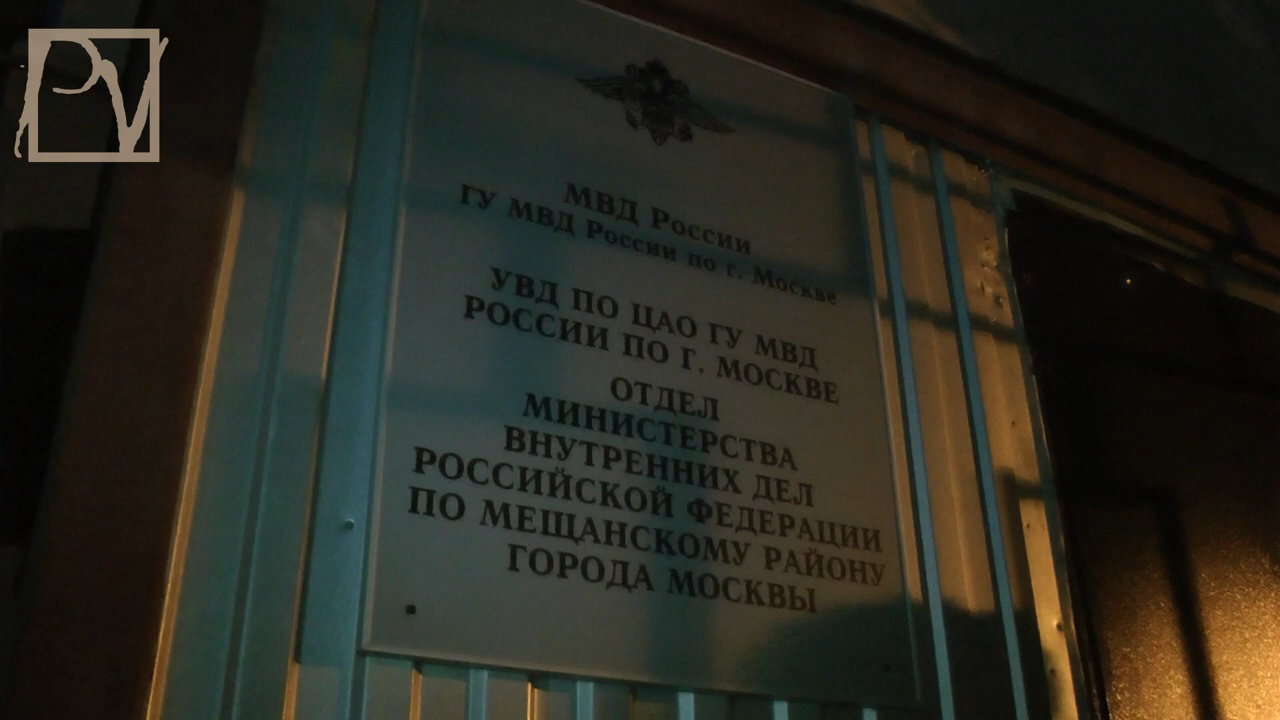 PV
МВД России
ГУ МВД России по г. Москве
УВД ПО ЦАО ГУ МВД
РОССИИ ПО Г. МОСКВЕ
ОТДЕЛ
МИНИСТЕРСТВА
ВНУТРЕННИХ ДЕЛ
РОССИЙСКОЙ ФЕДЕРАЦИИ
ПО МЕЩАНСКОМУ РАЙОНУ
ГОРОДА МОСКВЫ